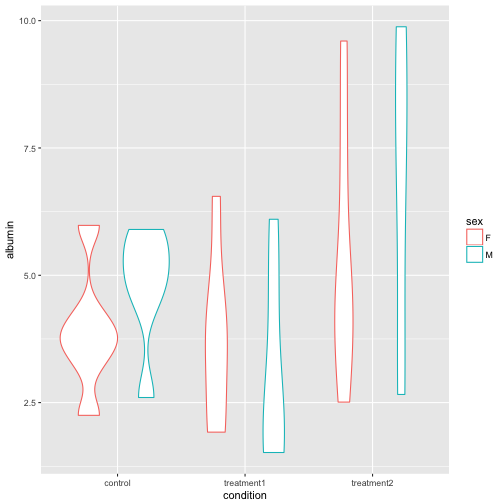 10.0
7.5
5.0
2.5
albumin
control treatment1 treatment2
condition
sex
F
M